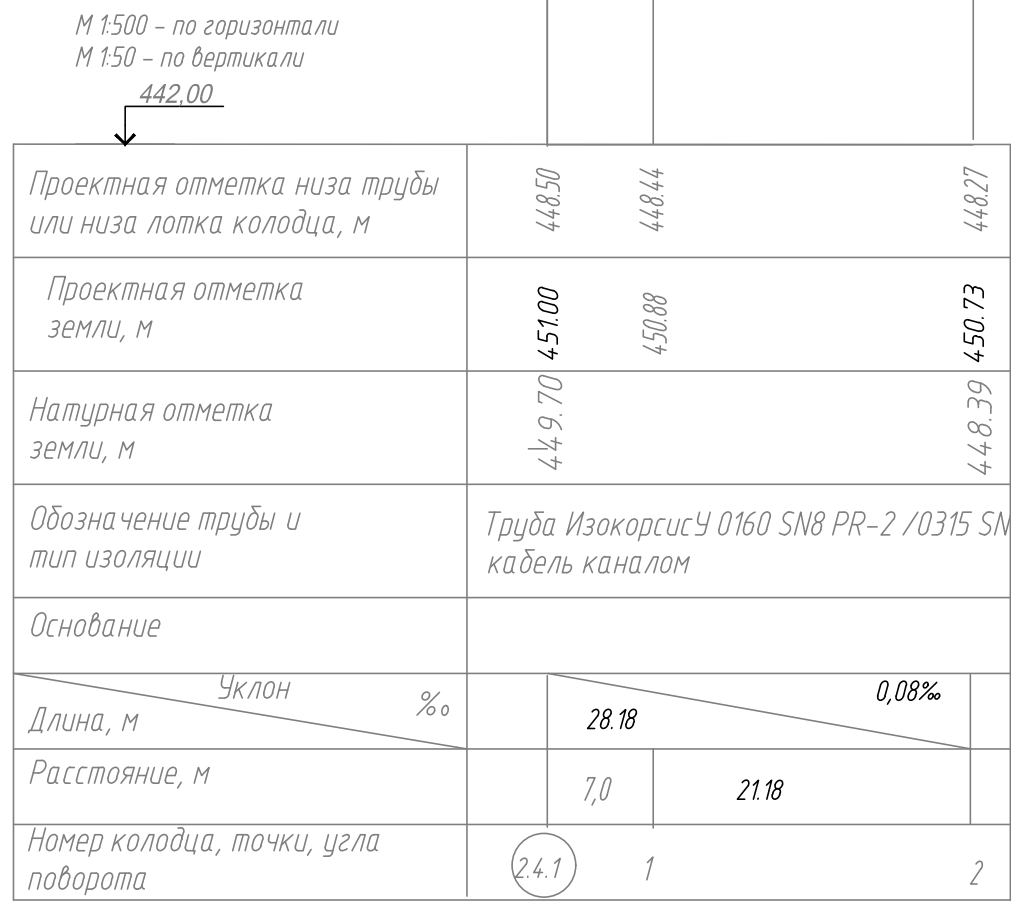 М 1:500 – по горизонтали
М 1:50 – по вертикали
442,00
Проектная отметка низа трубы
или низа лотка колодца, м
448.50
448.44
448.27
Проектная отметка
земли, м
451.00
450.88
450.73
Натурная отметка
земли, м
449.70
448.39
Обозначение трубы и
тип изоляции
Труба ИзокорсисУ 0160 SN8 PR-2 /0315 SN
кабель каналом
Основание
Уклон
‰
Длина, м
28.18
0,08‰
Расстояние, м
7,0
21.18
Номер колодца, точки, угла
поворота
2.4.1
1
2